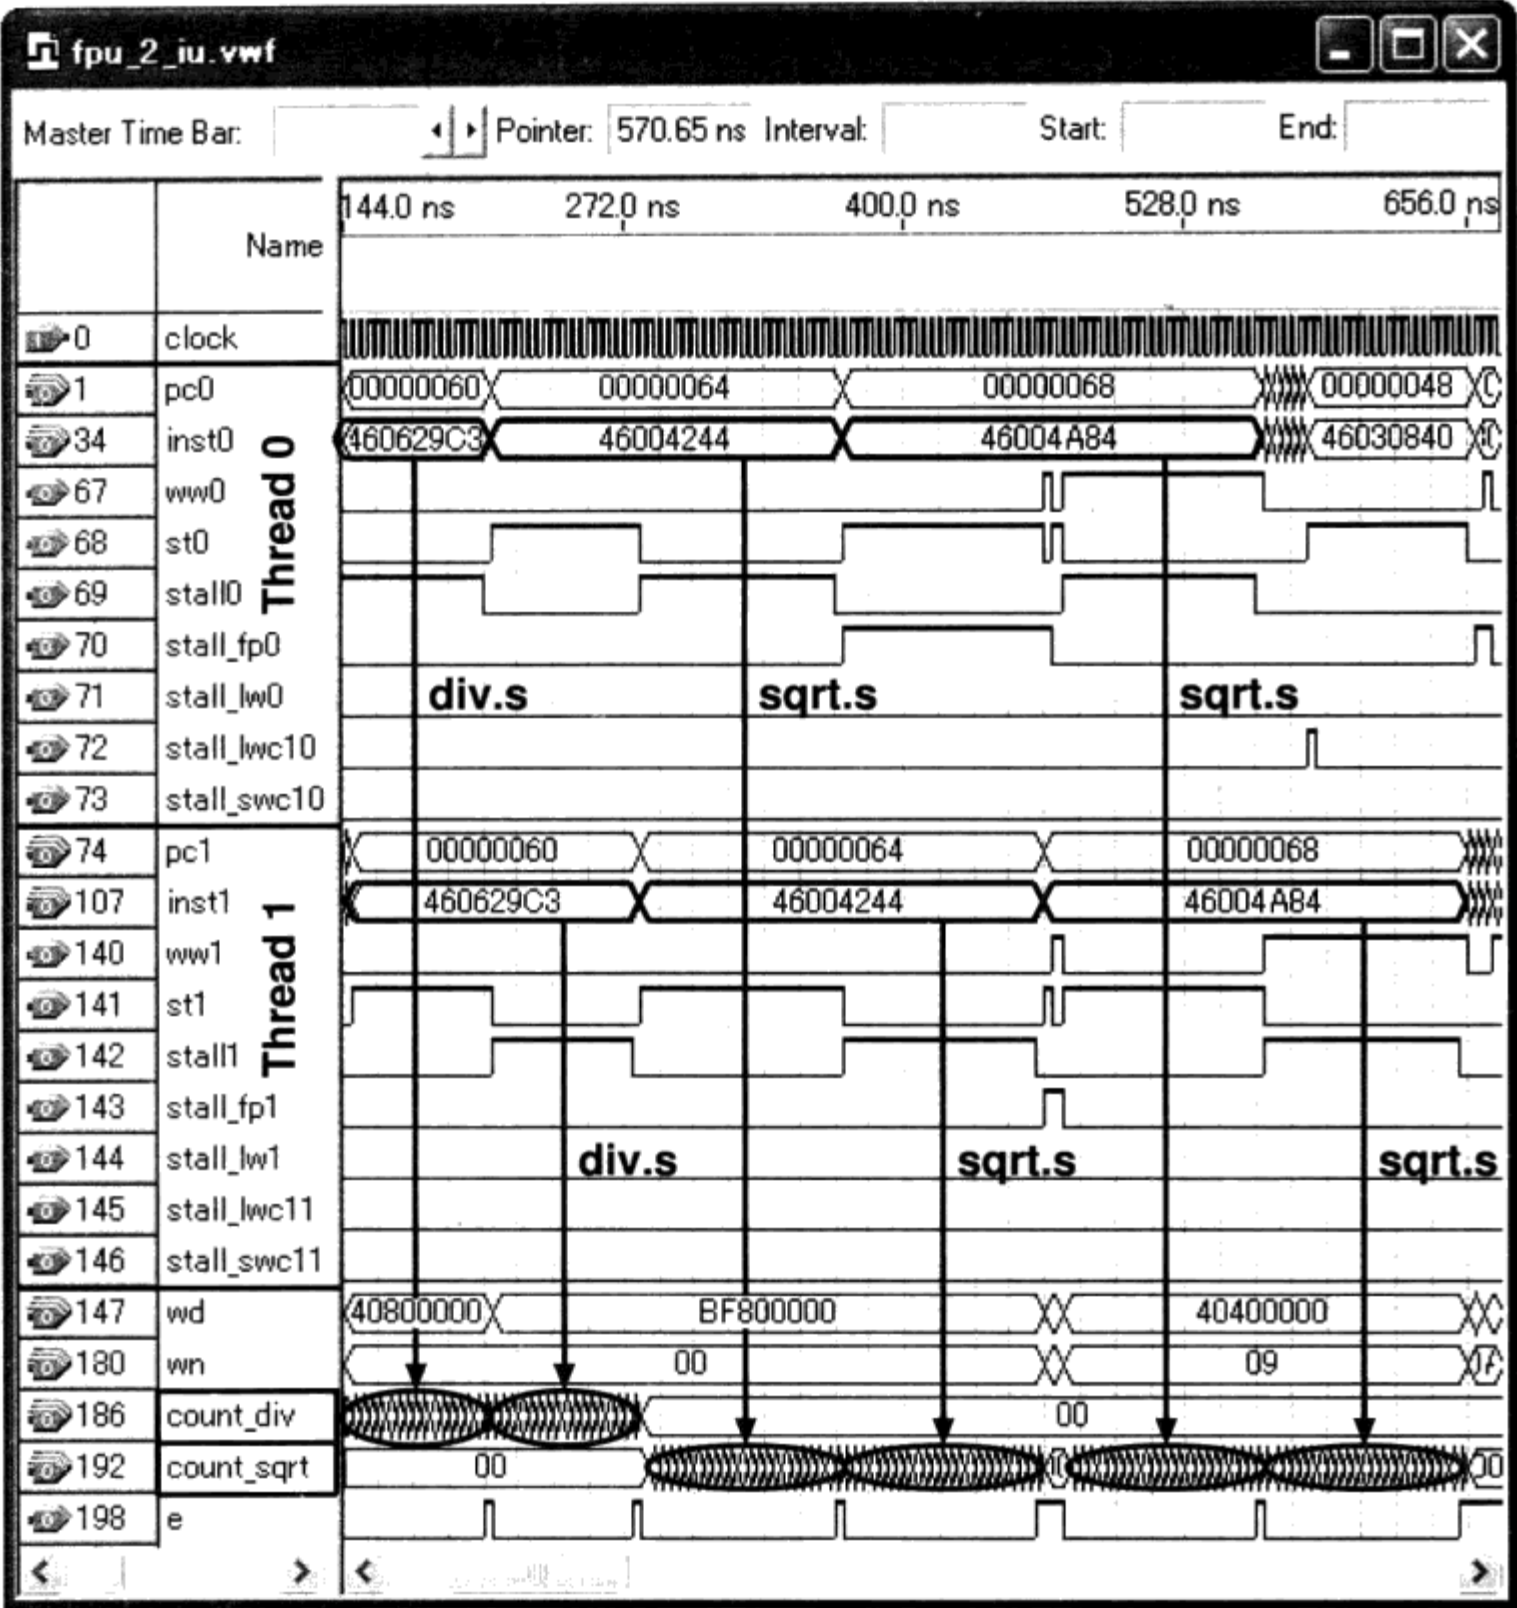 fpu_2_iu.vwf
Master Time Bar: Pointer: 570.65 ns Interval: Start: End:
144.0 ns 272.0 ns 400.0 ns 528.0 ns 656.0 ns
Name
0 clock
1 pc0 00000060 00000064 00000068 00000048
34 inst0 460629C3 46004244 46004A84 46030840
67 ww0
68 st0
69 stall0
70 stall_fp0
71 stall_lw0 div.s sqrt.s sqrt.s
72 stall_lwc10
73 stall_swc10
Thread 0
74 pc1 00000060 00000064 00000068
107 inst1 460629C3 46004244 46004A84
140 ww1
141 st1
142 stall1
143 stall_fp1
144 stall_lw1 div.s sqrt.s sqrt.s
145 stall_lwc11
146 stall_swc11
Thread 1
147 wd 40800000 BF800000 40400000
180 wn 00 09
186 count_div 00
192 count_sqrt 00
198 e